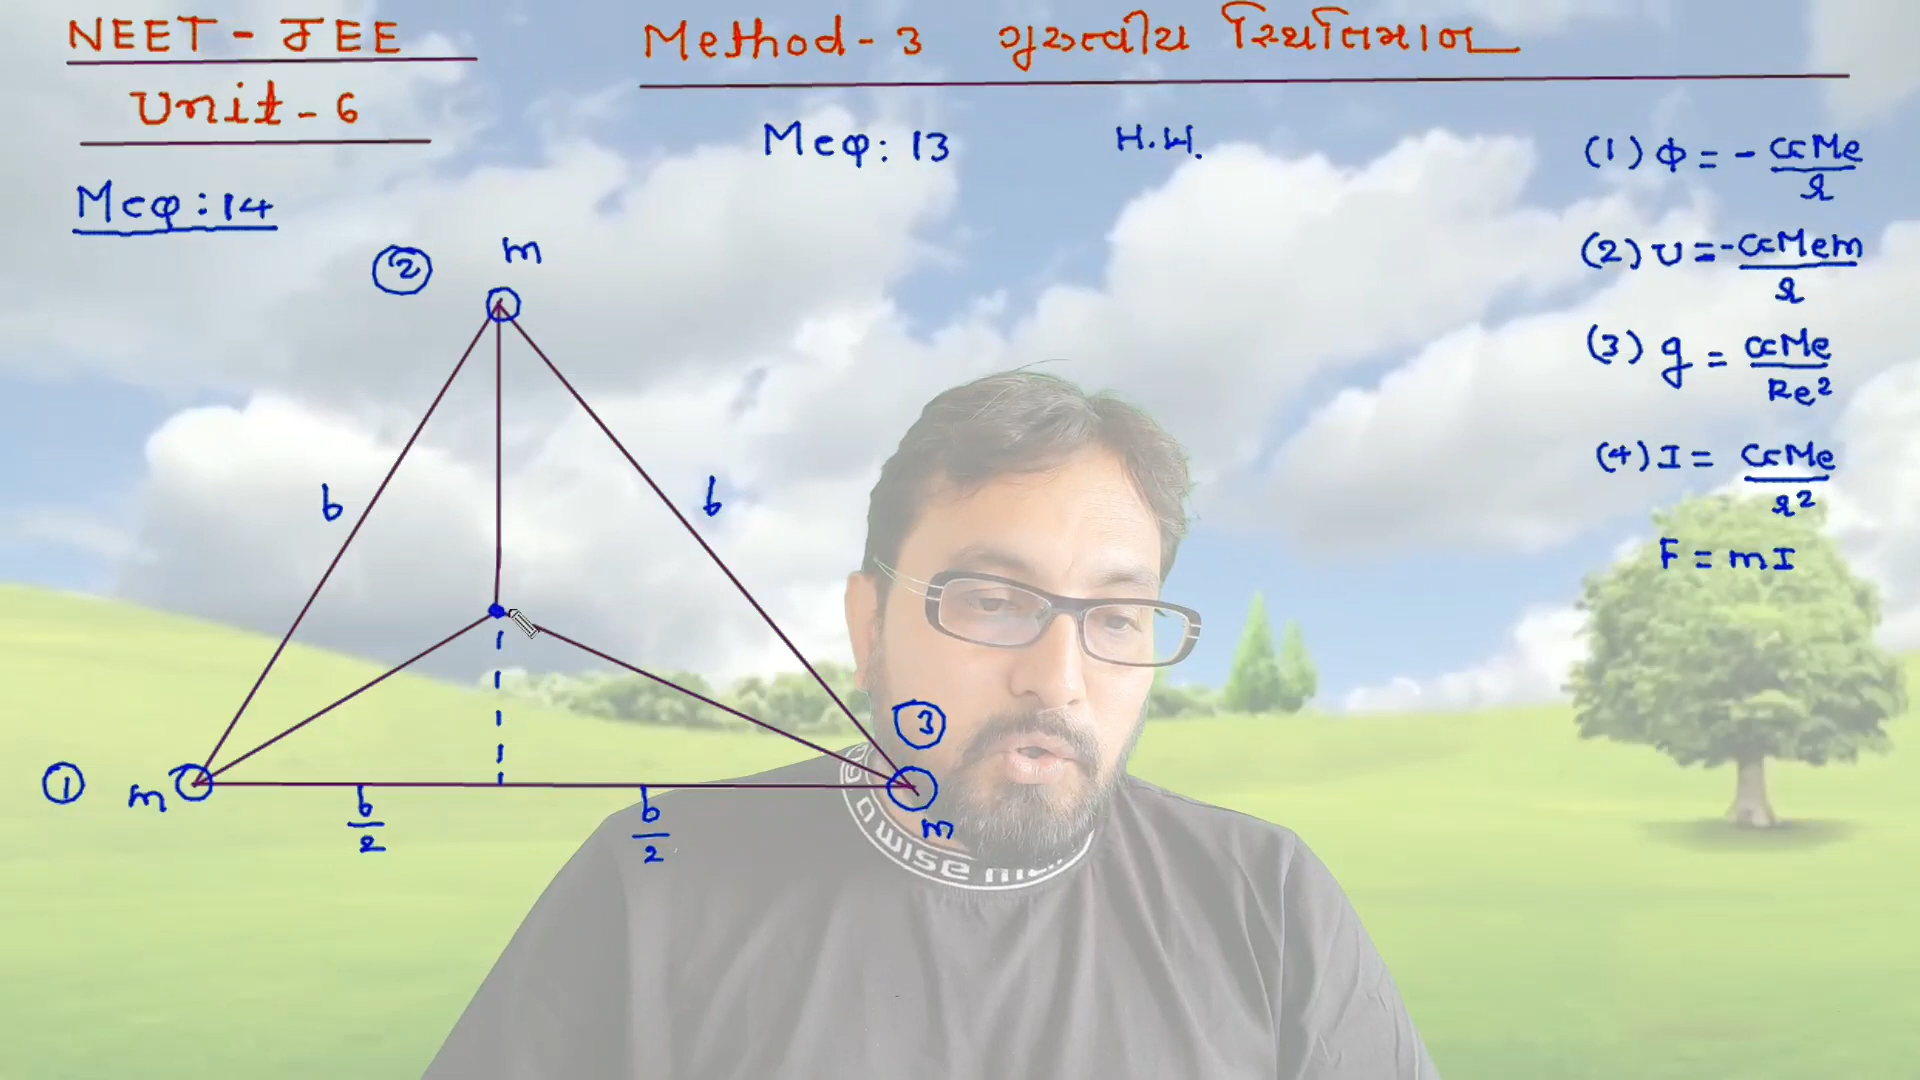 NEET - JEE
Unit - 6
Method - 3 ગુરુત્વીય સ્થિતિમાન
Mcq : 13 H.W.
Mcq : 14
(1) Φ = - GMe/r
(2) U = - GMem/r
(3) g = GMe/Re²
(4) I = GMe/r²
F = mI
② m
b b
③
① m
b/2 b/2
m
A WISE